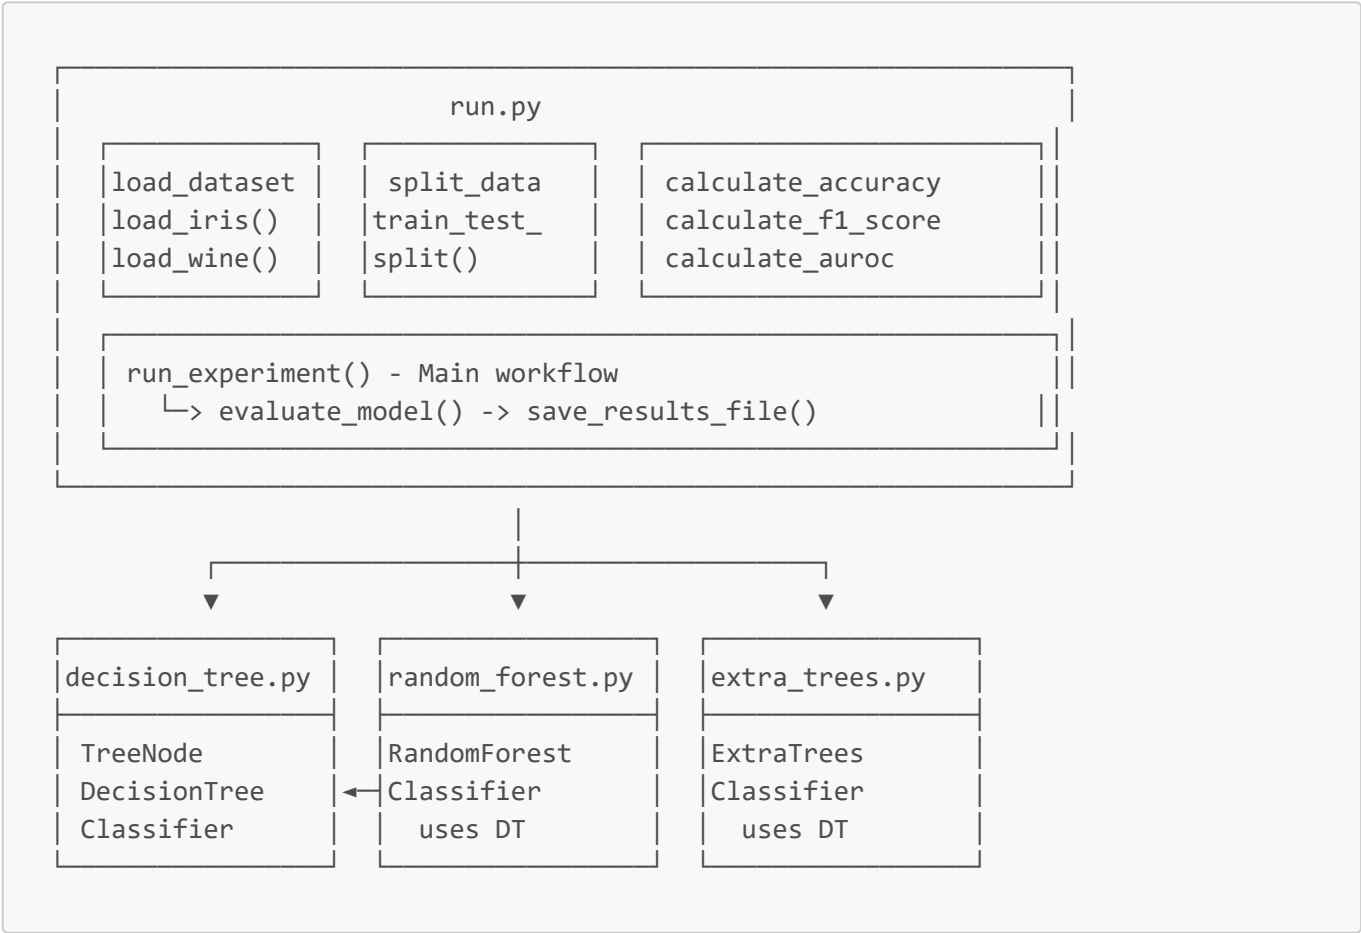 run.py
load_dataset
load_iris()
load_wine()
split_data
train_test_
split()
calculate_accuracy
calculate_f1_score
calculate_auroc
run_experiment() - Main workflow
└─> evaluate_model() -> save_results_file()
decision_tree.py
TreeNode
DecisionTree
Classifier
random_forest.py
RandomForest
Classifier
uses DT
extra_trees.py
ExtraTrees
Classifier
uses DT